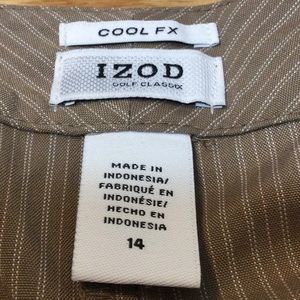 COOL FX
IZOD
GOLF CLASSIX
MADE IN
INDONESIA/
FABRIQUÉ EN
INDONÉSIE/
HECHO EN
INDONESIA
14